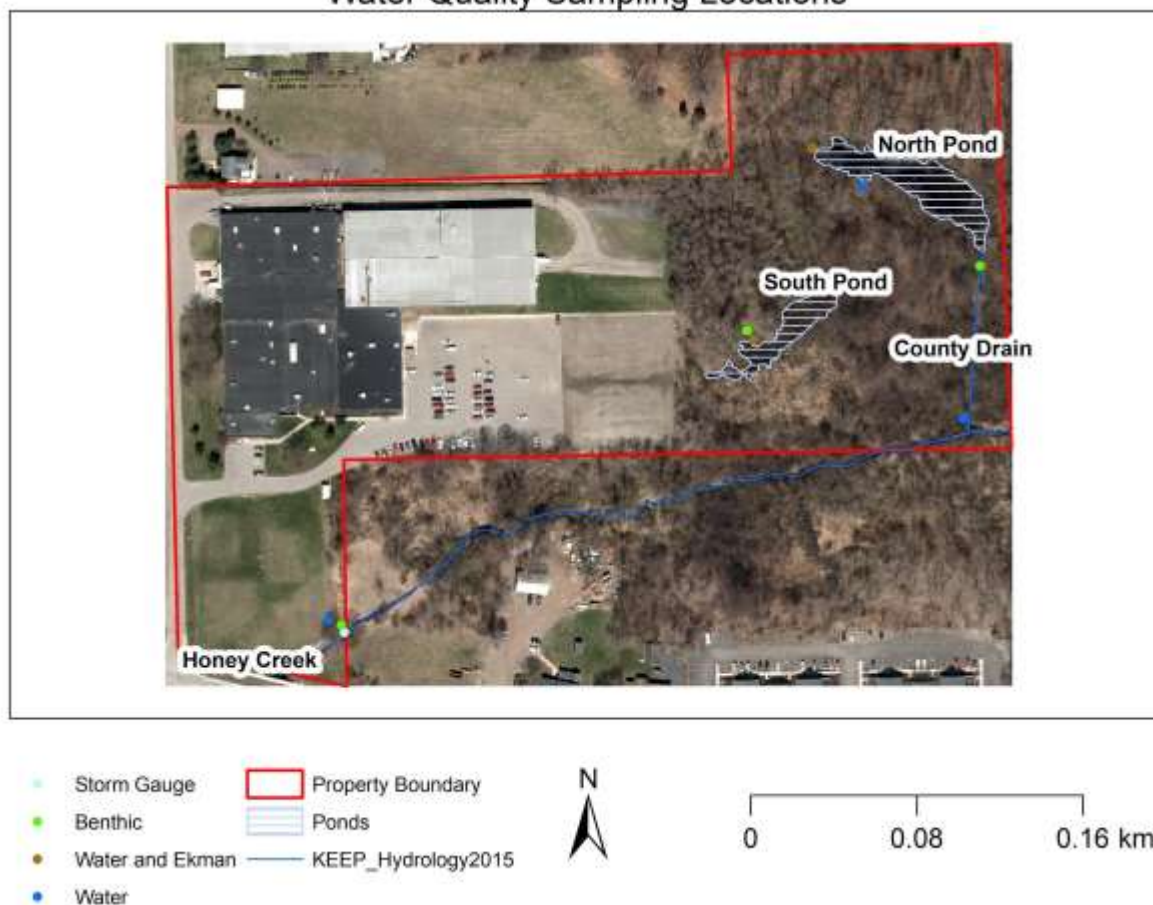 Water Quality Sampling Locations
North Pond
South Pond
County Drain
Honey Creek
Storm Gauge
Property Boundary
Benthic
Ponds
Water and Ekman
KEEP_Hydrology2015
Water
N
0
0.08
0.16 km